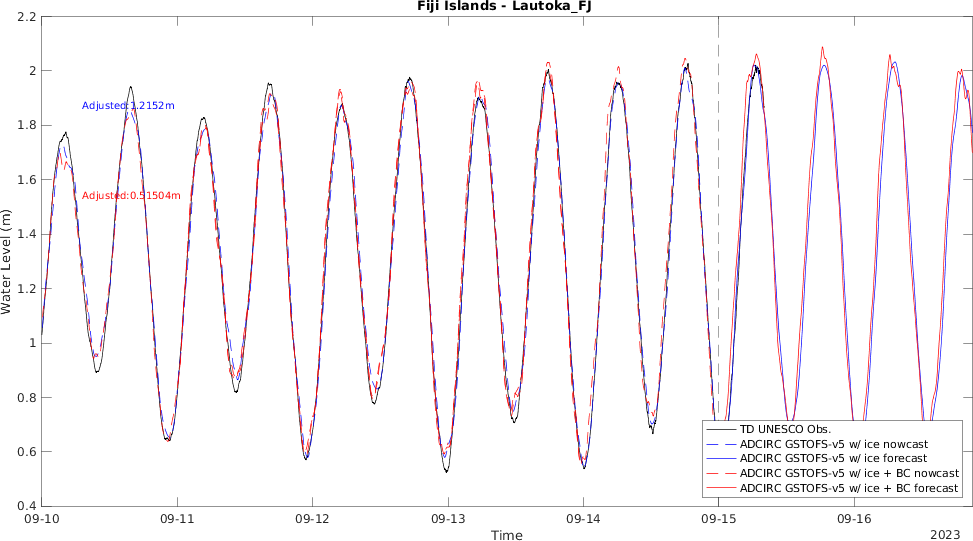 Fiji Islands - Lautoka_FJ
2.2
2
1.8
1.6
1.4
1.2
1
0.8
0.6
0.4
Water Level (m)
Adjusted:1.2152m
Adjusted:0.51504m
TD UNESCO Obs.
ADCIRC GSTOFS-v5 w/ ice nowcast
ADCIRC GSTOFS-v5 w/ ice forecast
ADCIRC GSTOFS-v5 w/ ice + BC nowcast
ADCIRC GSTOFS-v5 w/ ice + BC forecast
09-10 09-11 09-12 09-13 09-14 09-15 09-16
Time
2023